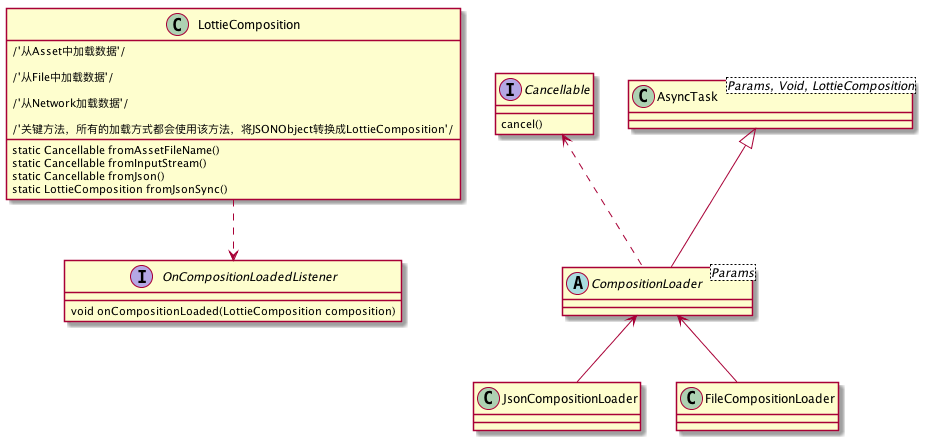 C LottieComposition
/'从Asset中加载数据'/
/'从File中加载数据'/
/'从Network加载数据'/
/'关键方法，所有的加载方式都会使用该方法，将JSONObject转换成LottieComposition'/
static Cancellable fromAssetFileName()
static Cancellable fromInputStream()
static Cancellable fromJson()
static LottieComposition fromJsonSync()
I OnCompositionLoadedListener
void onCompositionLoaded(LottieComposition composition)
I Cancellable
cancel()
C AsyncTask
Params, Void, LottieComposition
A CompositionLoader
Params
C JsonCompositionLoader
C FileCompositionLoader